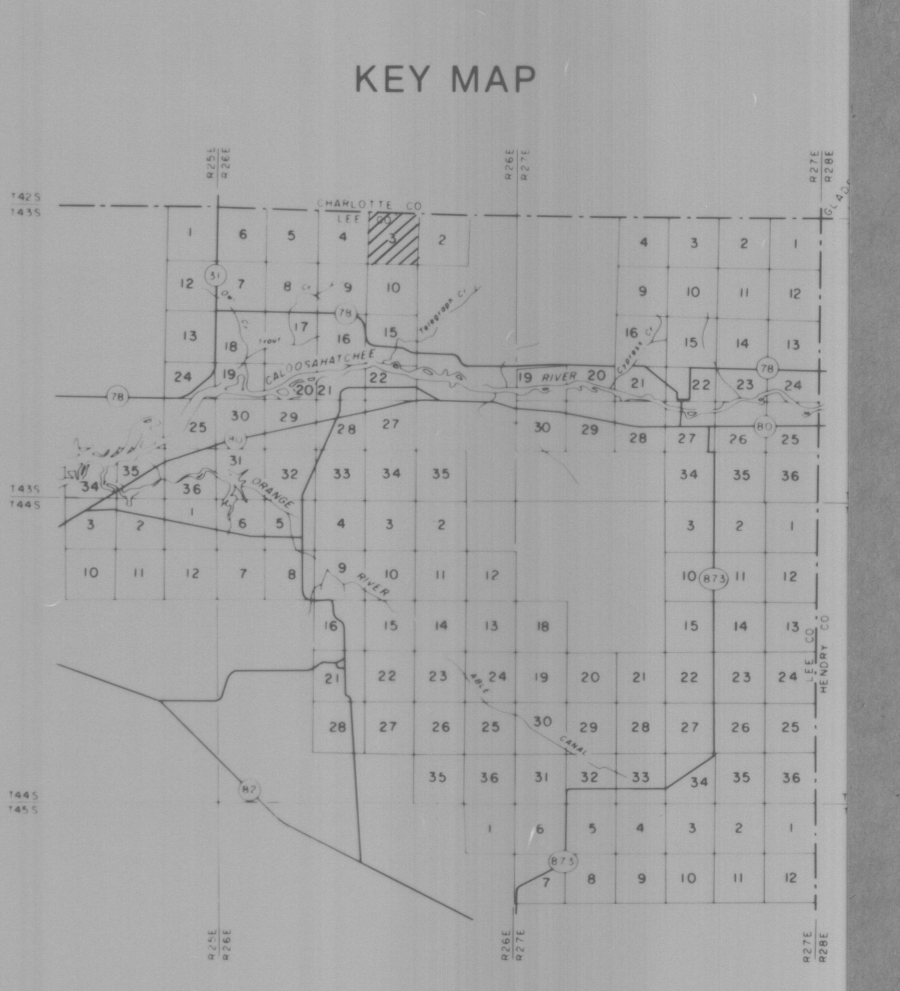 KEY MAP
R25E R26E R26E R27E R27E R28E
T42S
CHARLOTTE CO
T43S LEE CO
1 6 5 4 3 2 4 3 2 1
12 31 7 8 9 10 9 10 11 12
78
13 18 17 16 15 Telegraph Cr 16 Cypress Cr 15 14 13
CALOOSAHATCHEE RIVER
24 19 20 21 22 19 20 21 22 23 78 24
78
25 30 29 28 27 30 29 28 27 26 80 25
80
34 35 36 31 32 33 34 35 34 35 36
T43S
T44S
ORANGE
3 2 1 6 5 4 3 2 3 2 1
10 11 12 7 8 9 10 11 12 10 873 11 12
RIVER
16 15 14 13 18 15 14 13
LEE CO
HENDRY CO
21 22 23 24 19 20 21 22 23 24
ABLE
28 27 26 25 30 29 28 27 26 25
CANAL
35 36 31 32 33 34 35 36
82
T44S
T45S
1 6 5 4 3 2 1
873
7 8 9 10 11 12
R25E R26E R26E R27E R27E R28E